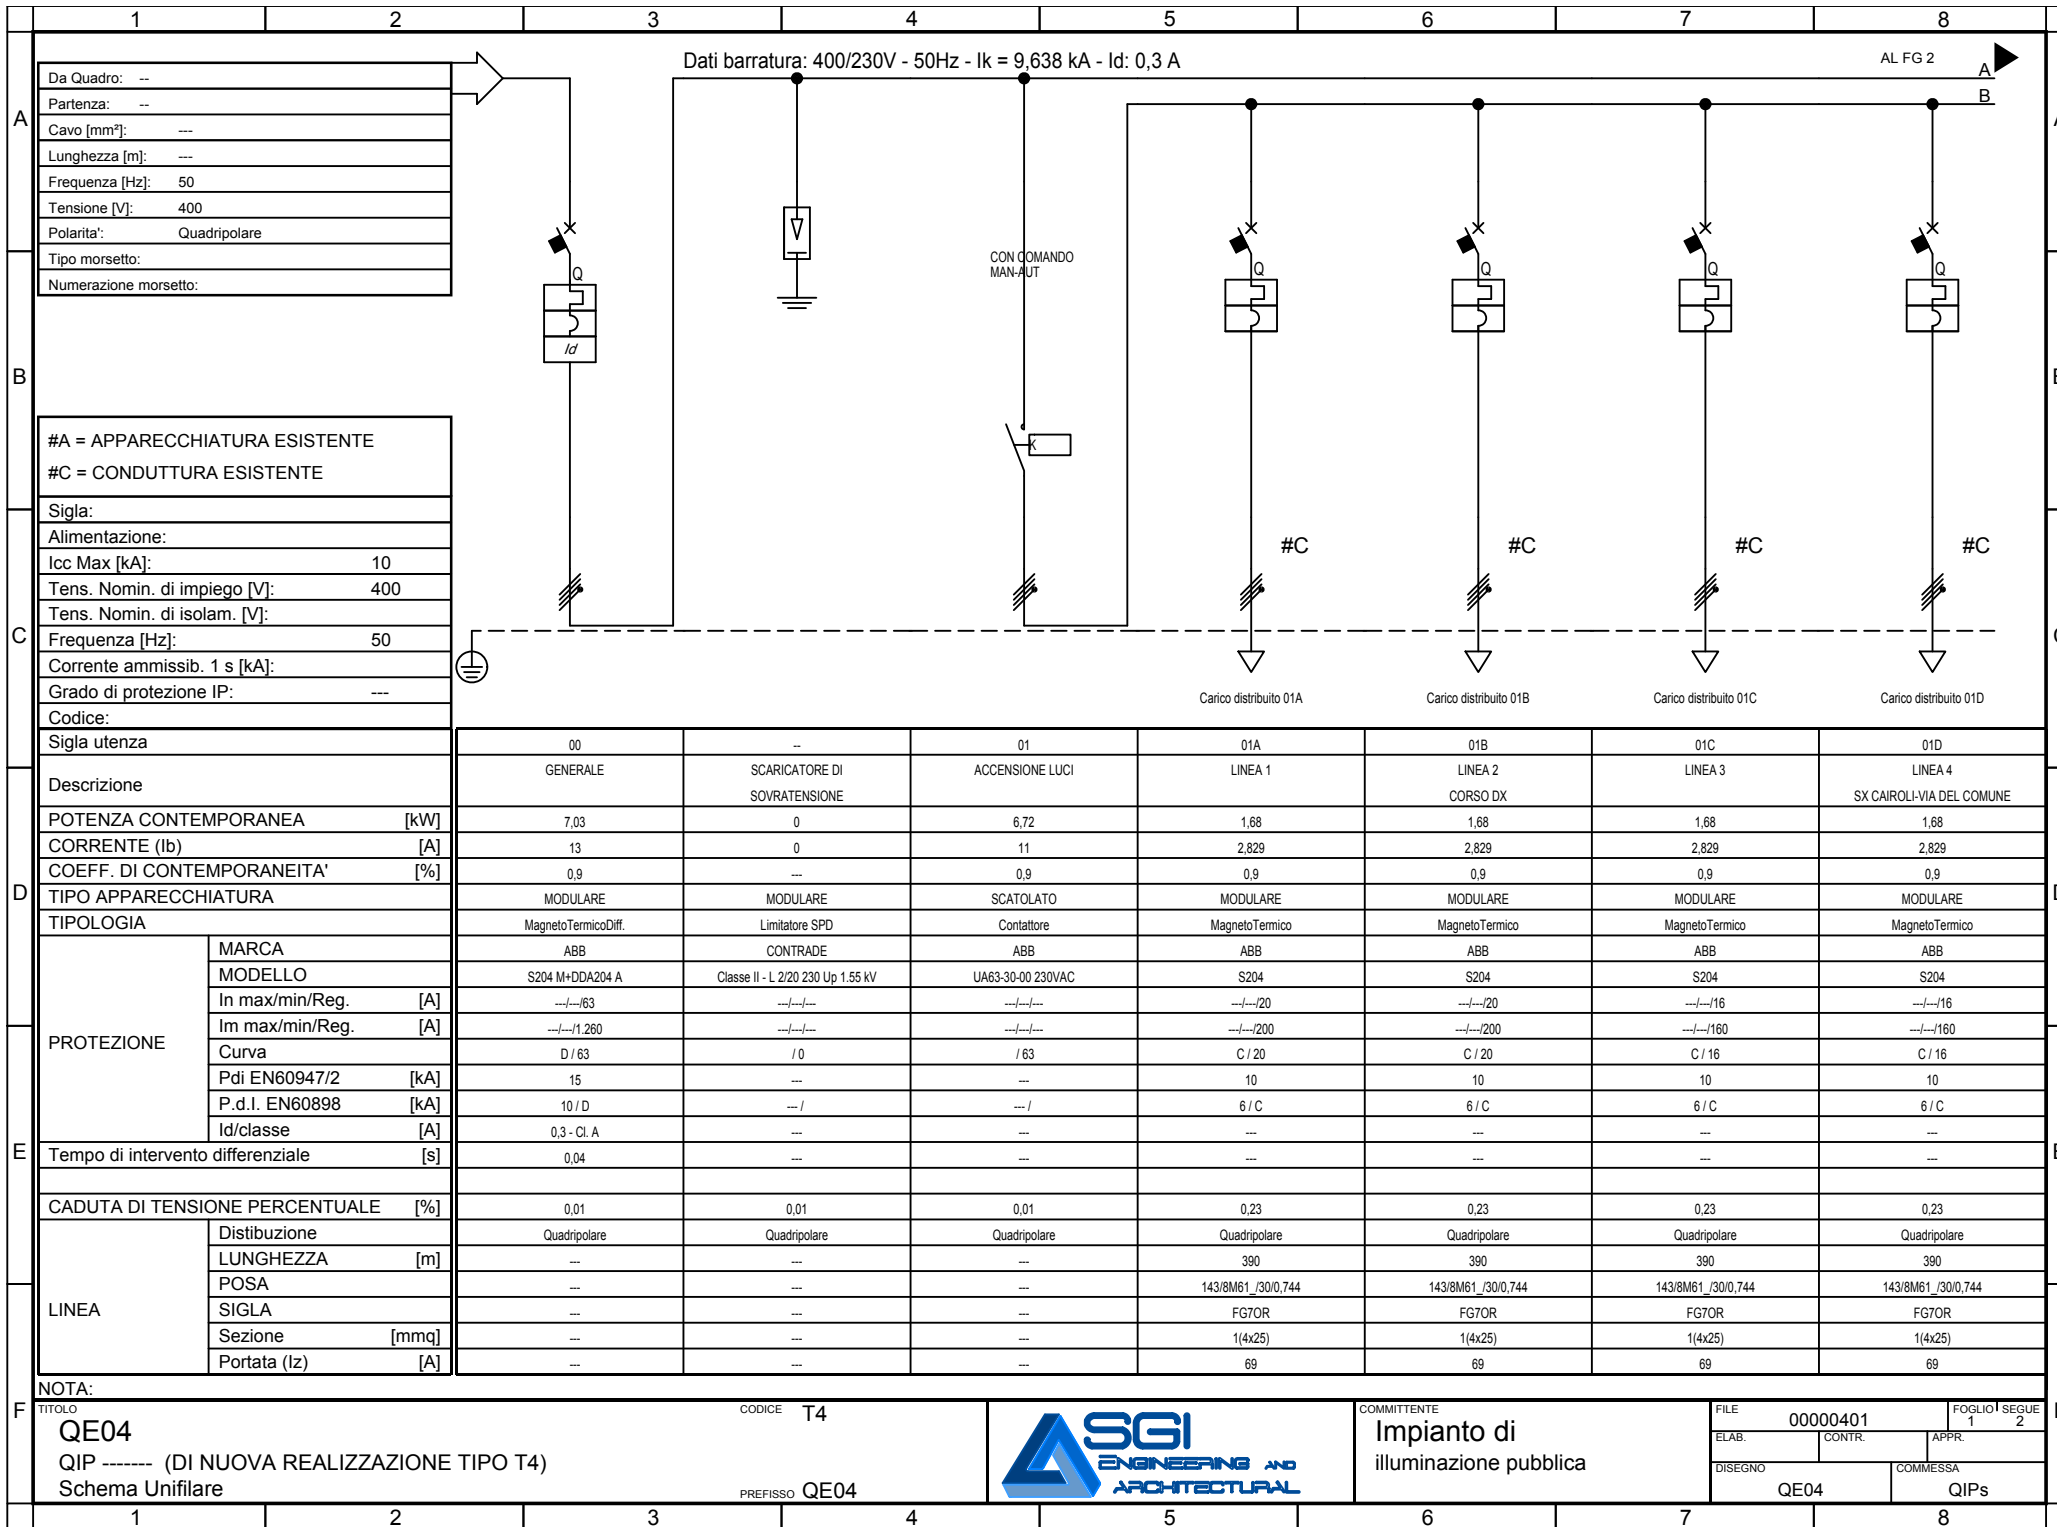 1 2 3 4 5 6 7 8
Dati barratura: 400/230V - 50Hz - Ik = 9,638 kA - Id: 0,3 A
AL FG 2
A
B
Da Quadro: --
Partenza: --
Cavo [mm²]: ---
Lunghezza [m]: ---
Frequenza [Hz]: 50
Tensione [V]: 400
Polarita': Quadripolare
Tipo morsetto:
Numerazione morsetto:
A
B
C
D
E
F
CON COMANDO
MAN-AUT
Q Q Q Q Q
Id
K
#A = APPARECCHIATURA ESISTENTE
#C = CONDUTTURA ESISTENTE
#C #C #C #C
Sigla:
Alimentazione:
Icc Max [kA]: 10
Tens. Nomin. di impiego [V]: 400
Tens. Nomin. di isolam. [V]:
Frequenza [Hz]: 50
Corrente ammissib. 1 s [kA]:
Grado di protezione IP: ---
Codice:
Carico distribuito 01A Carico distribuito 01B Carico distribuito 01C Carico distribuito 01D
Sigla utenza 00 -- 01 01A 01B 01C 01D
Descrizione GENERALE SCARICATORE DI ACCENSIONE LUCI LINEA 1 LINEA 2 LINEA 3 LINEA 4
SOVRATENSIONE CORSO DX SX CAIROLI-VIA DEL COMUNE
POTENZA CONTEMPORANEA [kW] 7,03 0 6,72 1,68 1,68 1,68 1,68
CORRENTE (Ib) [A] 13 0 11 2,829 2,829 2,829 2,829
COEFF. DI CONTEMPORANEITA' [%] 0,9 --- 0,9 0,9 0,9 0,9 0,9
TIPO APPARECCHIATURA MODULARE MODULARE SCATOLATO MODULARE MODULARE MODULARE MODULARE
TIPOLOGIA MagnetoTermicoDiff. Limitatore SPD Contattore MagnetoTermico MagnetoTermico MagnetoTermico MagnetoTermico
PROTEZIONE
MARCA ABB CONTRADE ABB ABB ABB ABB ABB
MODELLO S204 M+DDA204 A Classe II - L 2/20 230 Up 1.55 kV UA63-30-00 230VAC S204 S204 S204 S204
In max/min/Reg. [A] ---/---/63 ---/---/--- ---/---/--- ---/---/20 ---/---/20 ---/---/16 ---/---/16
Im max/min/Reg. [A] ---/---/1.260 ---/---/--- ---/---/--- ---/---/200 ---/---/200 ---/---/160 ---/---/160
Curva D / 63 / 0 / 63 C / 20 C / 20 C / 16 C / 16
Pdi EN60947/2 [kA] 15 --- --- 10 10 10 10
P.d.I. EN60898 [kA] 10 / D --- / --- / 6 / C 6 / C 6 / C 6 / C
Id/classe [A] 0,3 - Cl. A --- --- --- --- --- ---
Tempo di intervento differenziale [s] 0,04 --- --- --- --- --- ---
CADUTA DI TENSIONE PERCENTUALE [%] 0,01 0,01 0,01 0,23 0,23 0,23 0,23
LINEA
Distibuzione Quadripolare Quadripolare Quadripolare Quadripolare Quadripolare Quadripolare Quadripolare
LUNGHEZZA [m] --- --- --- 390 390 390 390
POSA --- --- --- 143/8M61_/30/0,744 143/8M61_/30/0,744 143/8M61_/30/0,744 143/8M61_/30/0,744
SIGLA --- --- --- FG7OR FG7OR FG7OR FG7OR
Sezione [mmq] --- --- --- 1(4x25) 1(4x25) 1(4x25) 1(4x25)
Portata (Iz) [A] --- --- --- 69 69 69 69
NOTA:
TITOLO
QE04
QIP ------- (DI NUOVA REALIZZAZIONE TIPO T4)
Schema Unifilare
CODICE T4
PREFISSO QE04
SGI
ENGINEERING AND
ARCHITECTURAL
COMMITTENTE
Impianto di
illuminazione pubblica
FILE 00000401
FOGLIO 1 SEGUE 2
ELAB. CONTR. APPR.
DISEGNO QE04
COMMESSA QIPs
1 2 3 4 5 6 7 8